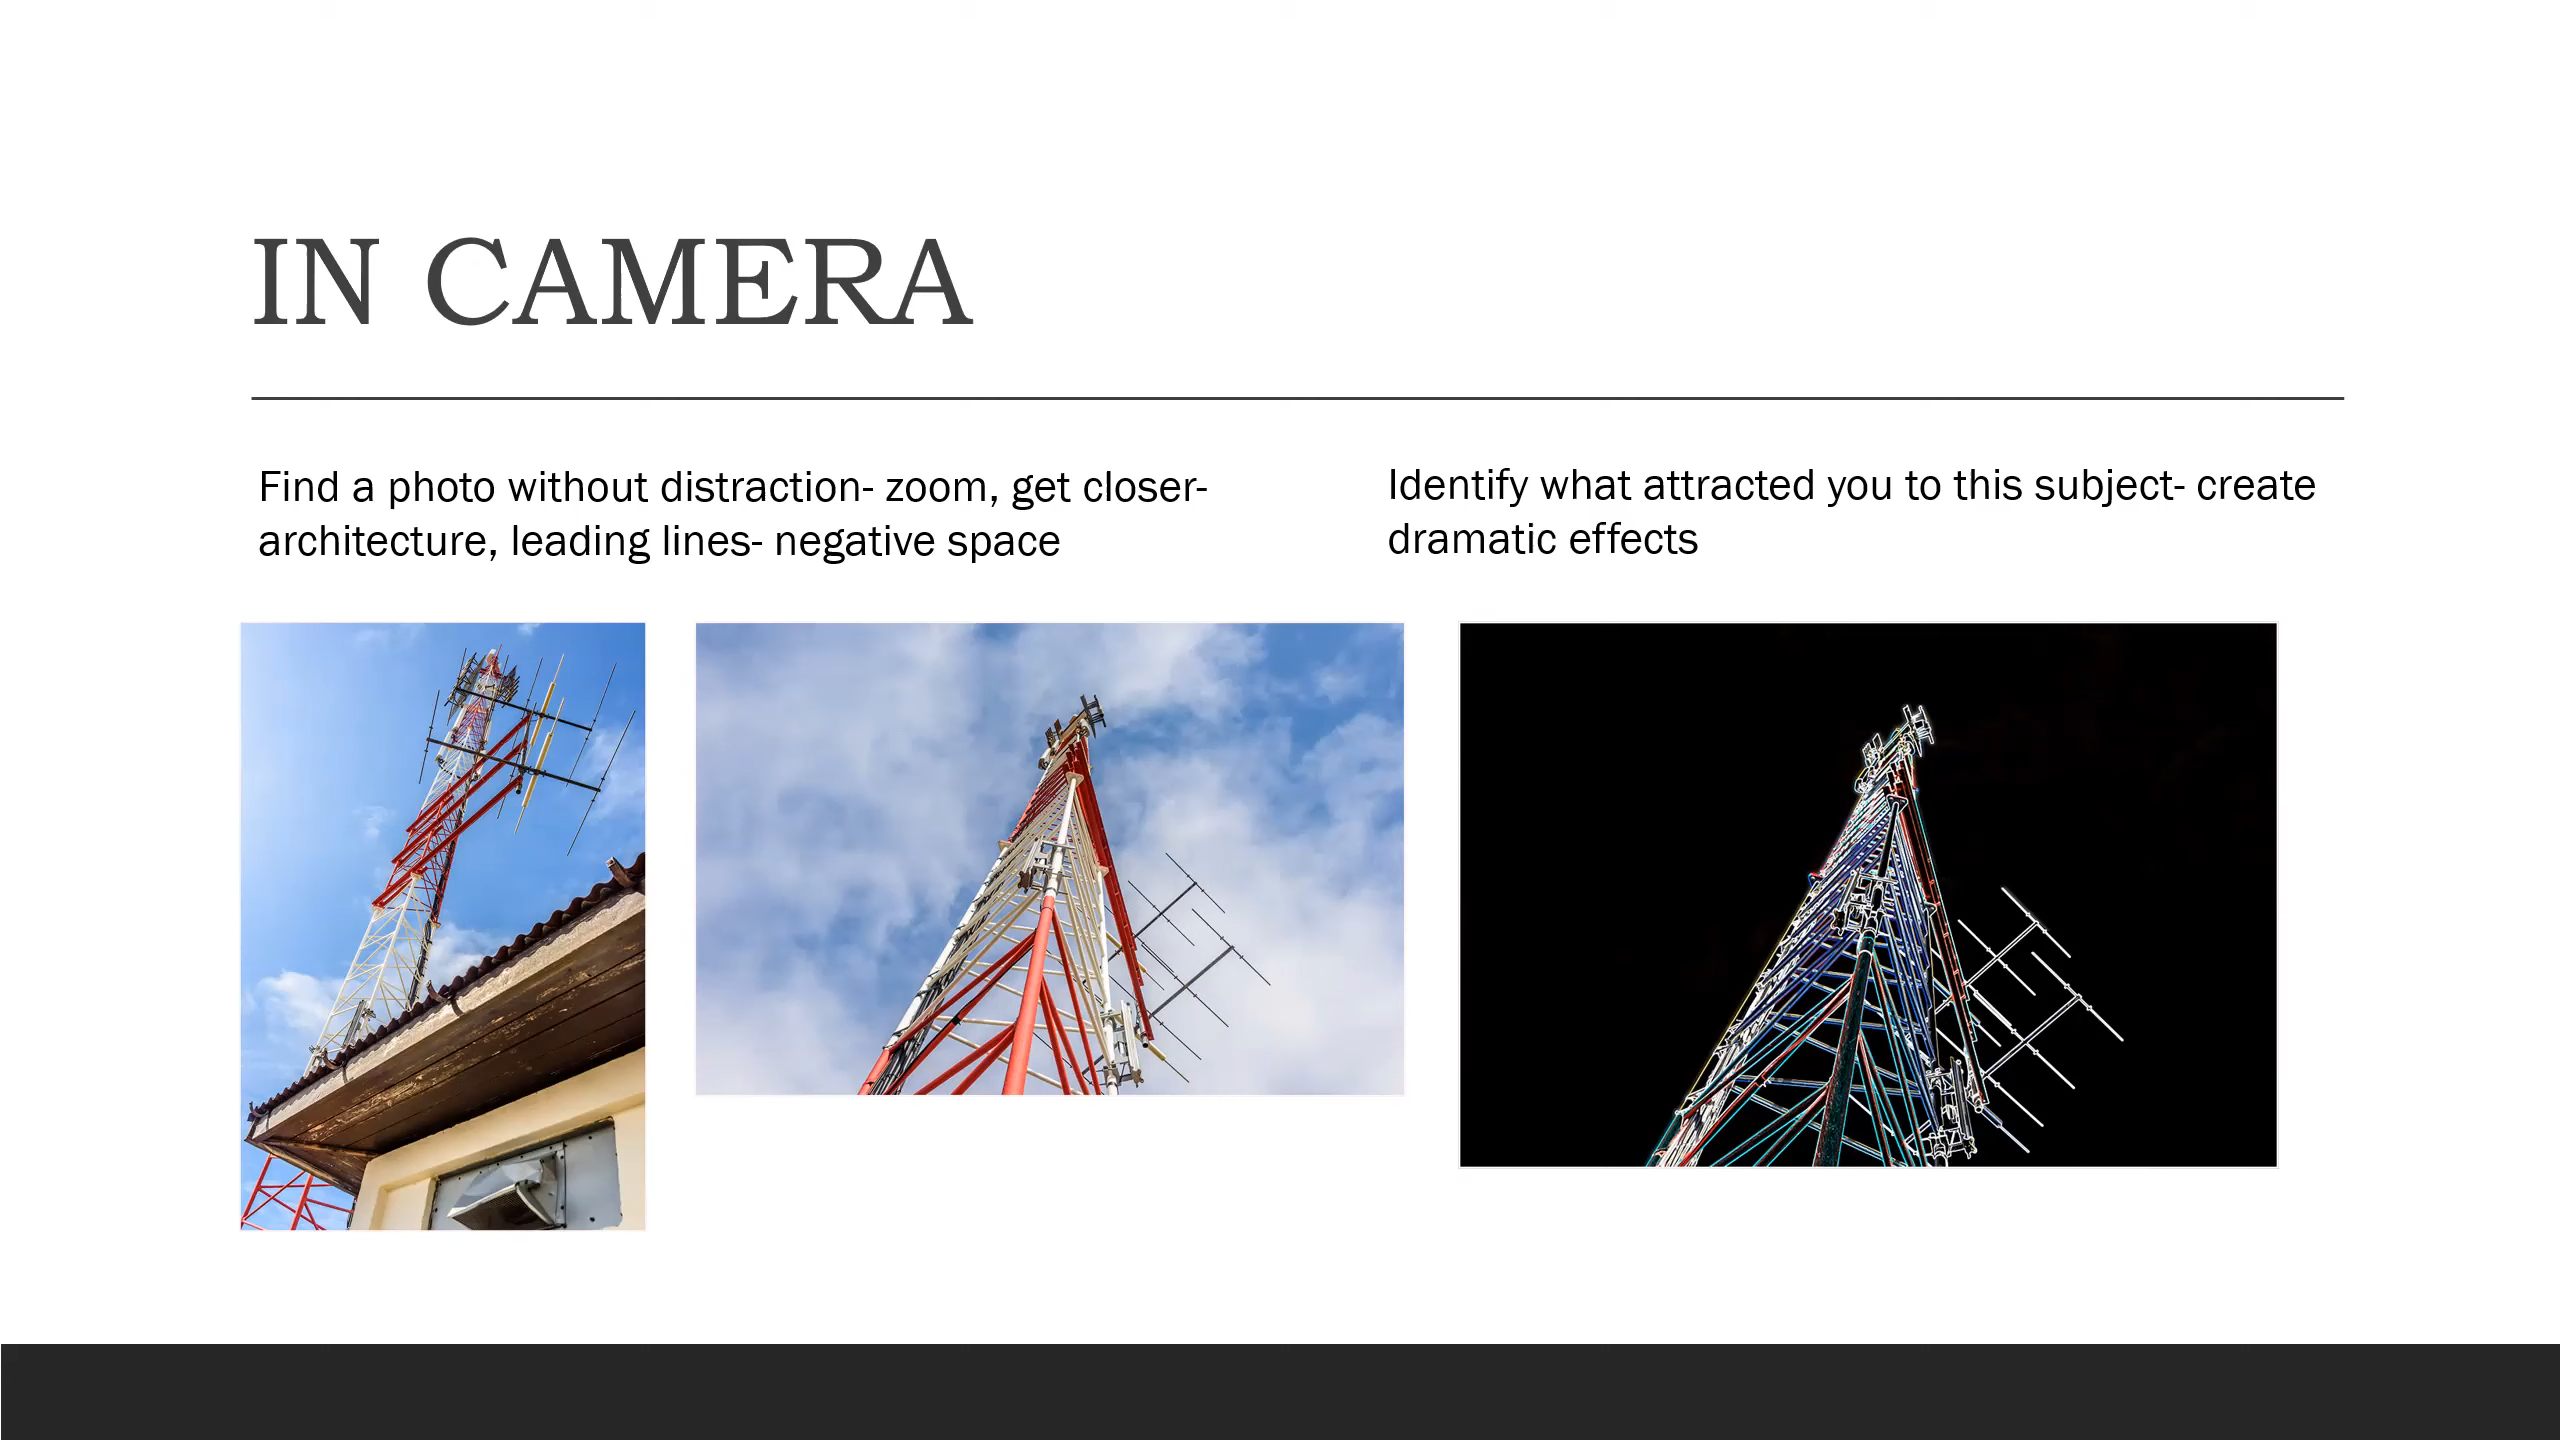 IN CAMERA
Find a photo without distraction- zoom, get closer-
architecture, leading lines- negative space
Identify what attracted you to this subject- create
dramatic effects